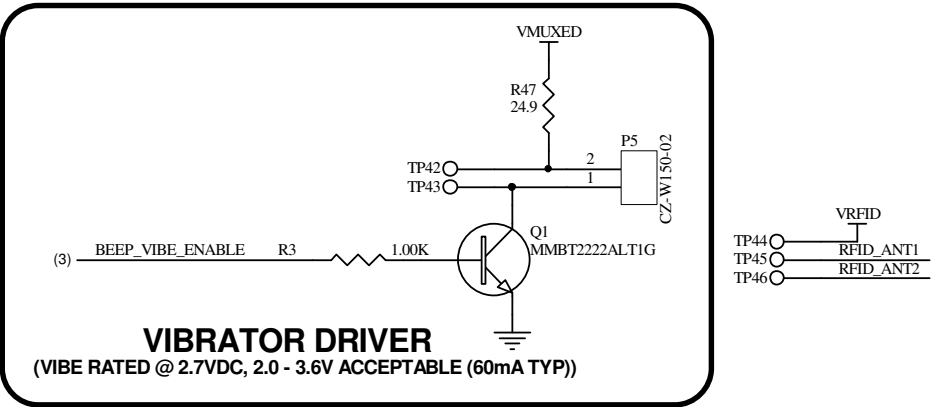 VMUXED
R47
24.9
P5
TP42
2
TP43
1
CZ-W150-02
Q1
MMBT2222ALT1G
(3)
BEEP_VIBE_ENABLE
R3
1.00K
VIBRATOR DRIVER
(VIBE RATED @ 2.7VDC, 2.0 - 3.6V ACCEPTABLE (60mA TYP))
VRFID
TP44
TP45
RFID_ANT1
TP46
RFID_ANT2